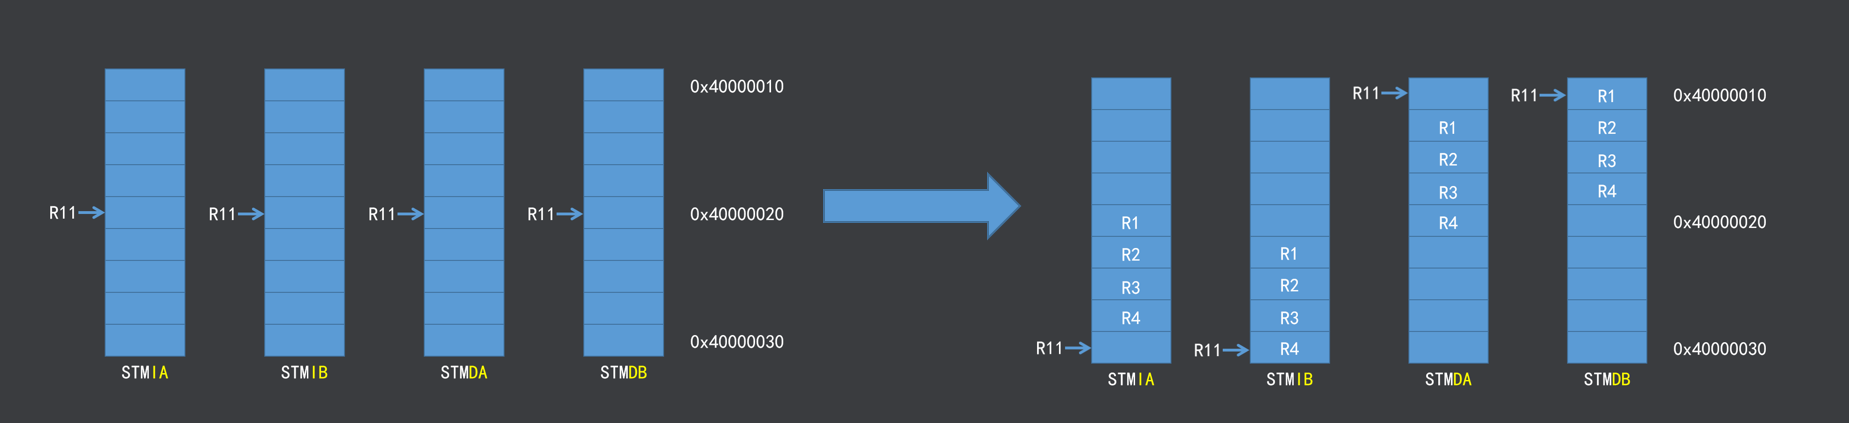 0x40000010
R11 R11 R11 R11 0x40000020
0x40000030
STMIA STMIB STMDA STMDB
R11 R11 R1 0x40000010
R1 R2
R2 R3
R3 R4
R1 R4 0x40000020
R2 R1
R3 R2
R4 R3
R11 R11 R4 0x40000030
STMIA STMIB STMDA STMDB